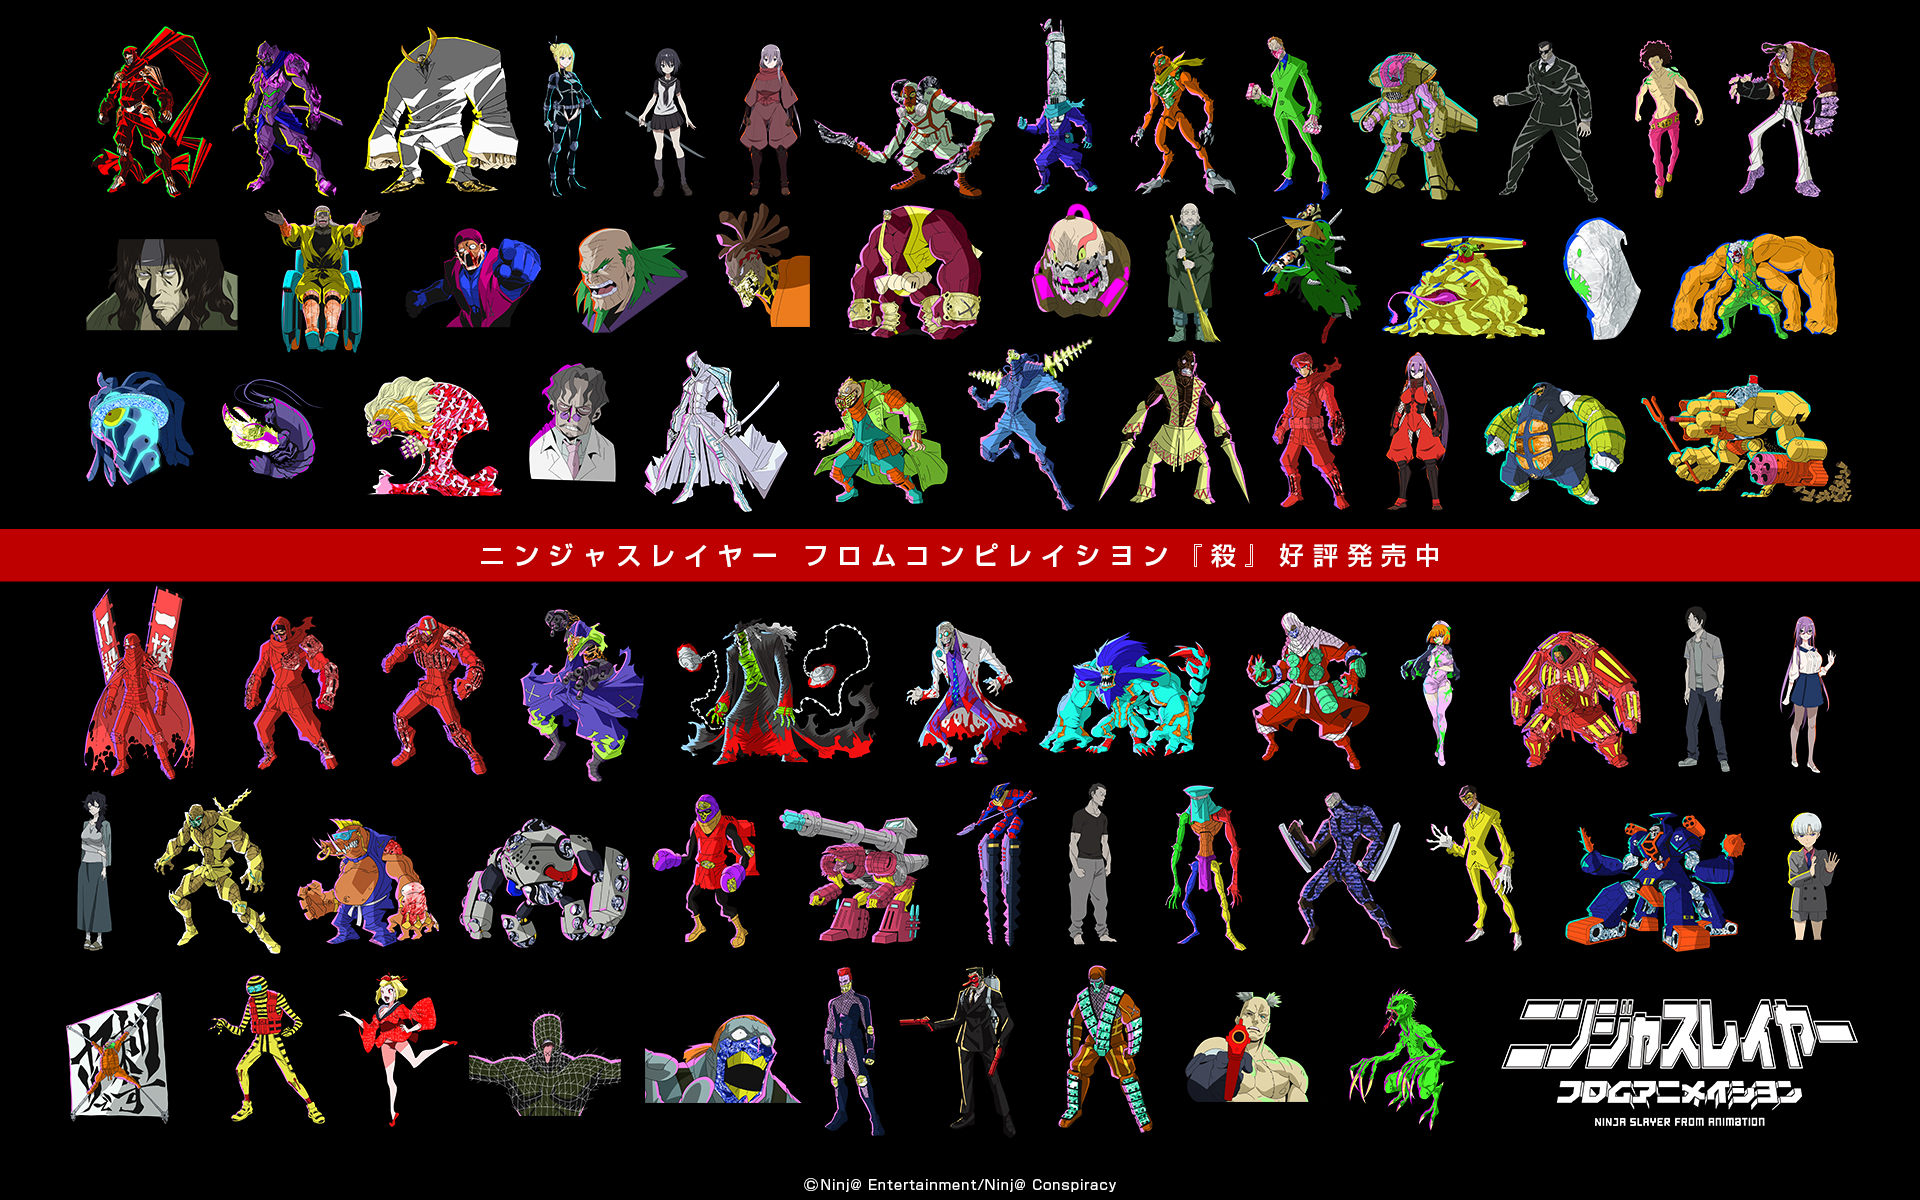 ニンジャスレイヤー フロムコンピレイシヨン『殺』好評発売中
ニンジャスレイヤー
フロムアニメイシヨン
NINJA SLAYER FROM ANIMATION
©Ninj@ Entertainment/Ninj@ Conspiracy